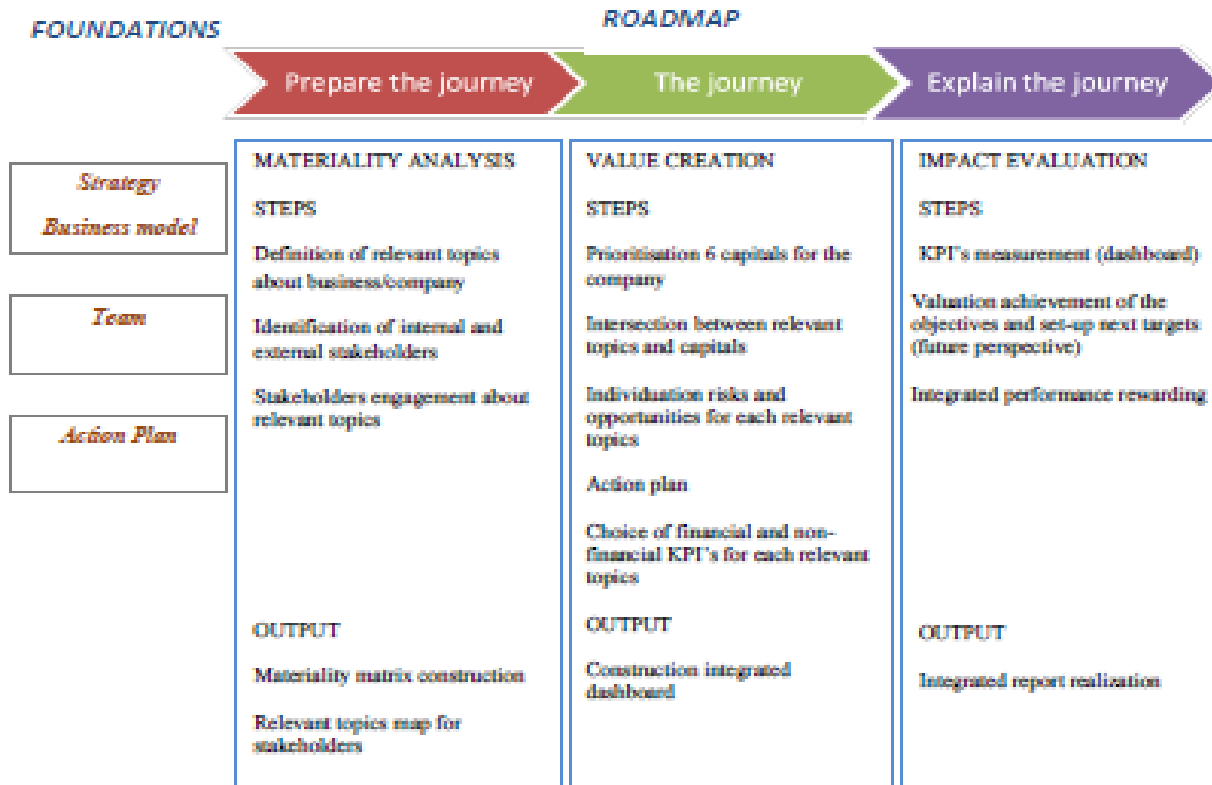 FOUNDATIONS
ROADMAP
Prepare the journey
The journey
Explain the journey
Strategy
Business model
Team
Action Plan
MATERIALITY ANALYSIS
STEPS
Definition of relevant topics
about business/company
Identification of internal and
external stakeholders
Stakeholders engagement about
relevant topics
OUTPUT
Materiality matrix construction
Relevant topics map for
stakeholders
VALUE CREATION
STEPS
Prioritisation 6 capitals for the
company
Intersection between relevant
topics and capitals
Individuation risks and
opportunities for each relevant
topics
Action plan
Choice of financial and non-
financial KPI's for each relevant
topics
OUTPUT
Construction integrated
dashboard
IMPACT EVALUATION
STEPS
KPI's measurement (dashboard)
Valuation achievement of the
objectives and set-up next targets
(future perspective)
Integrated performance rewarding
OUTPUT
Integrated report realization